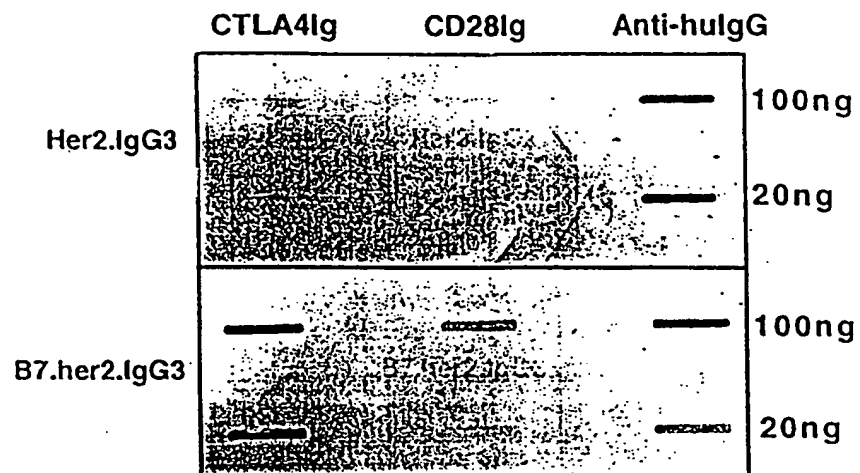 CTLA4Ig CD28Ig Anti-huIgG
100ng
Her2.IgG3
20ng
100ng
B7.her2.IgG3
20ng